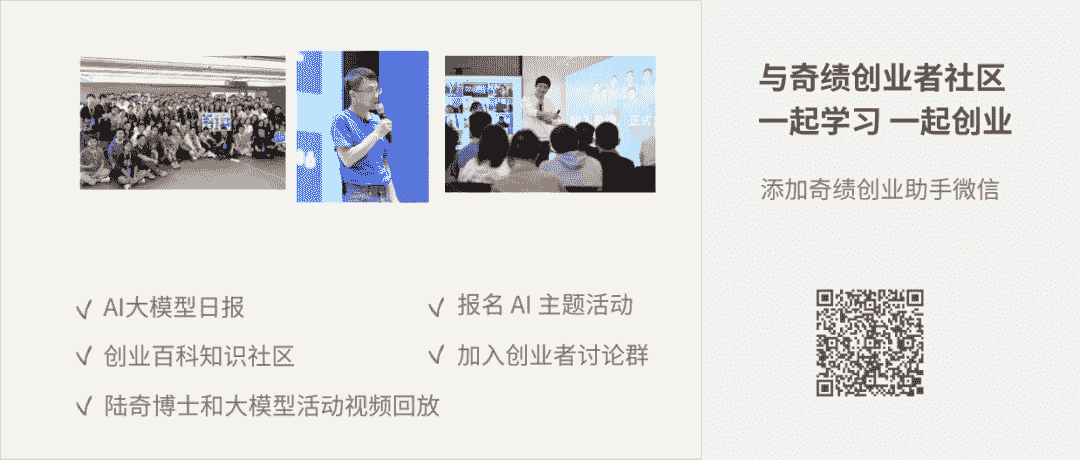 与奇绩创业者社区
一起学习 一起创业
添加奇绩创业助手微信
AI大模型日报
报名 AI 主题活动
创业百科知识社区
加入创业者讨论群
陆奇博士和大模型活动视频回放